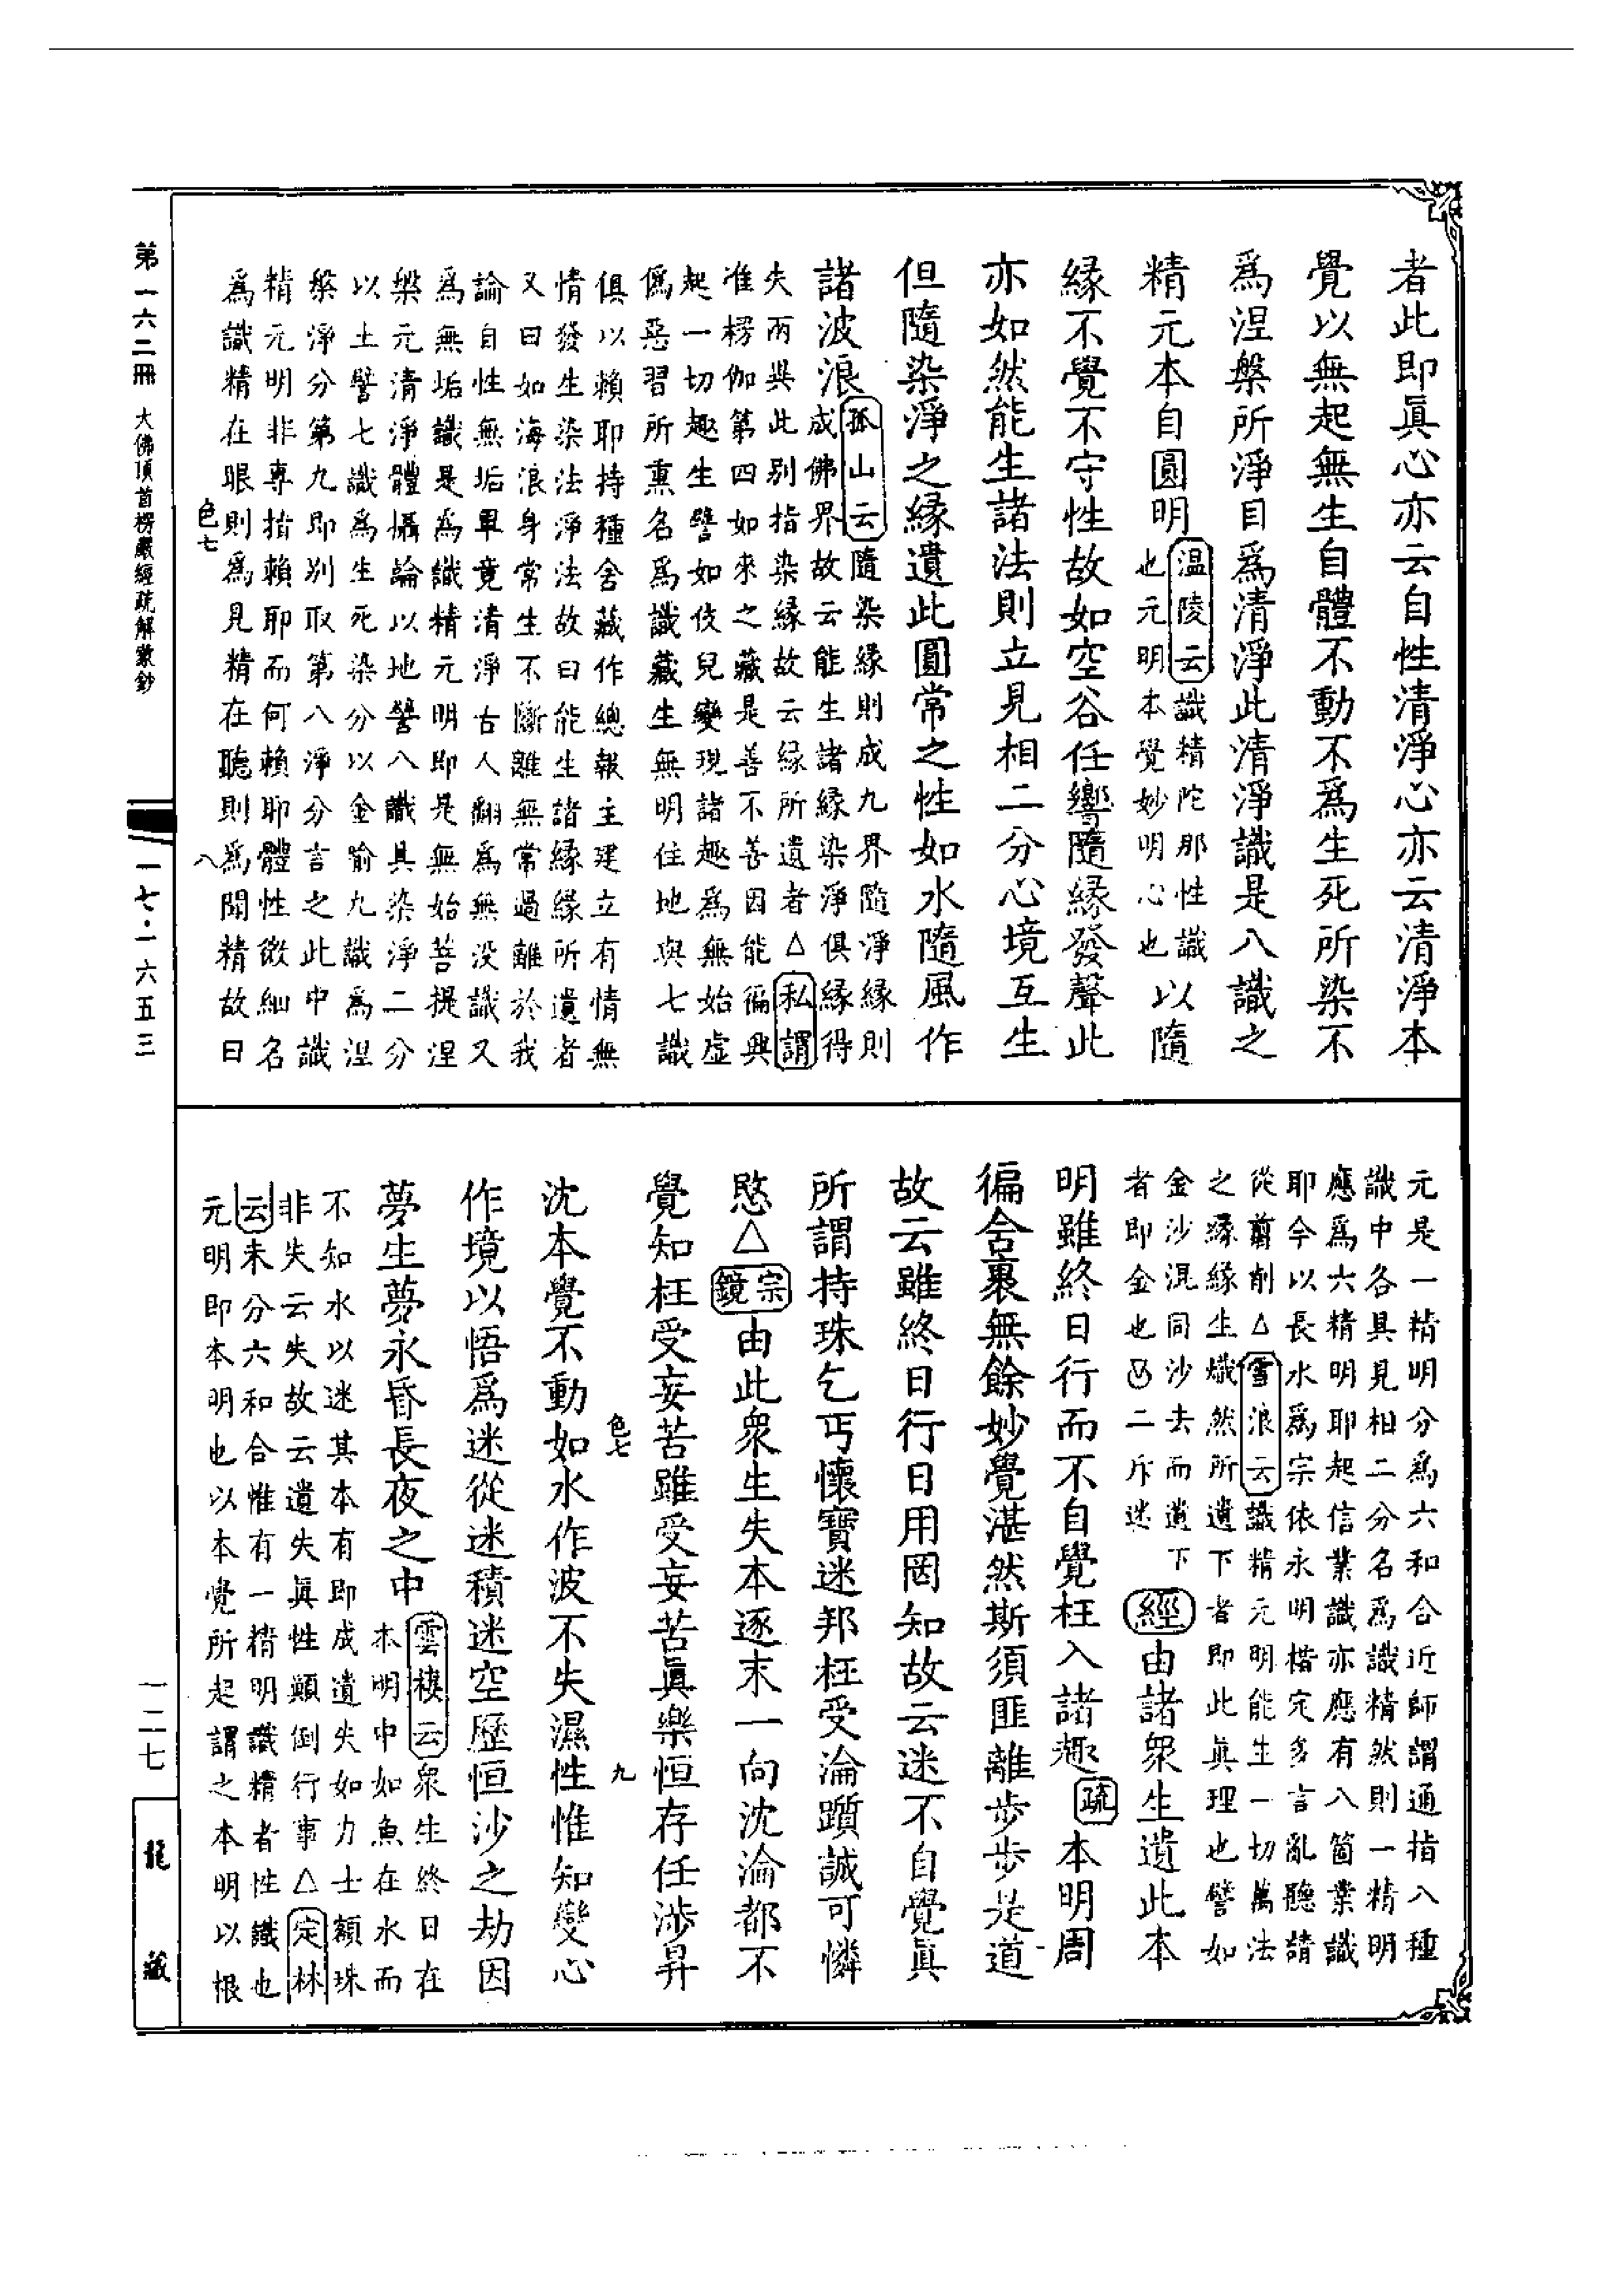 者此即眞心亦云自性清淨心亦云清淨本
覺以無起無生自體不動不爲生死所染不
爲涅槃所淨目爲清淨此清淨識是八識之
精元本自圓明
温陵云識精陀那性識
也元明本覺妙明心也
以隨
緣不覺不守性故如空谷任響隨緣發聲此
亦如然能生諸法則立見相二分心境互生
但隨染淨之緣遺此圓常之性如水隨風作
諸波浪
孤山云隨染緣則成九界隨淨緣則
成佛界故云能生諸緣染淨俱緣得
失兩異此別指染緣故云緣所遺者△私謂
准楞伽第四如來之藏是善不善因能徧興
起一切趣生譬如伎兒變現諸趣爲無始虛
僞惡習所熏名爲識藏生無明住地與七識
俱以賴耶持種含藏作總報主建立有情無
情發生染法淨法故曰能生諸緣緣所遺者
又曰如海浪身常生不斷離無常過離於我
論自性無垢畢竟清淨古人翻爲無没識又
爲無垢識是爲識精元明即是無始菩提涅
槃元清淨體攝論以地譬八識具染淨二分
以土譬七識爲生死染分以金喻九識爲涅
槃淨分第九即別取第八淨分言之此中識
精元明非專指賴耶而何賴耶體性微細名
爲識精在眼則爲見精在聽則爲聞精故曰
色七
八
元是一精明分爲六和合近師謂通指八種
識中各具見相二分名爲識精然則一精明
應爲六精明耶起信業識亦應有八箇業識
耶今以長水爲宗依永明楷定多言亂聽請
從翦削△雪浪云識精元明能生一切萬法
之緣緣生熾然所遺下者即此眞理也譬如
金沙混同沙去而遺下
者即金也
二斥迷
經
由諸衆生遺此本
明雖終日行而不自覺枉入諸趣
疏
本明周
徧含裹無餘妙覺湛然斯須匪離步步是道
故云雖終日行日用罔知故云迷不自覺眞
所謂持珠乞丐懷寶迷邦枉受淪躓誠可憐
愍△
宗鏡
由此衆生失本逐末一向沈淪都不
覺知枉受妄苦雖受妄苦眞樂恒存任涉昇
沈本覺不動如水作波不失濕性惟知變心
作境以悟爲迷從迷積迷空歷恒沙之劫因
夢生夢永昏長夜之中
雲棲云衆生終日在
本明中如魚在水而
不知水以迷其本有即成遺失如力士額珠
非失云失故云遺失眞性顚倒行事△定林
云未分六和合惟有一精明識精者性識也
元明即本明也以本覺所起謂之本明以根
色七
九
第一六二冊 大佛頂首楞嚴經疏解蒙鈔
一七·一六五三
一二七
龍藏